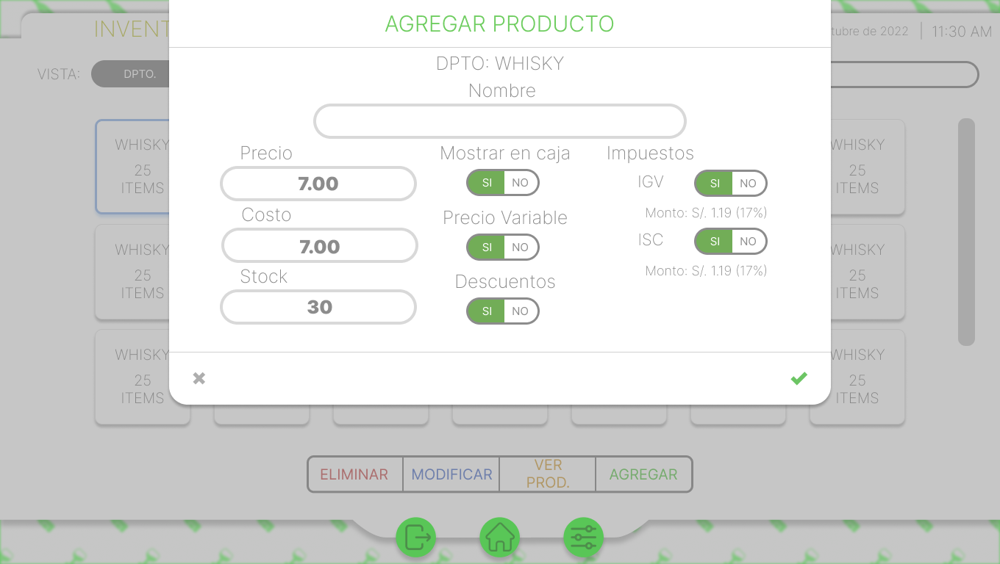 AGREGAR PRODUCTO
INVENT
tubre de 2022
11:30 AM
DPTO: WHISKY
VISTA:
DPTO.
Nombre
Precio
7.00
Costo
7.00
Stock
30
Mostrar en caja
SI NO
Precio Variable
SI NO
Descuentos
SI NO
Impuestos
IGV
SI NO
Monto: S/. 1.19 (17%)
ISC
SI NO
Monto: S/. 1.19 (17%)
WHISKY
25
ITEMS
WHISKY
25
ITEMS
WHISKY
25
ITEMS
WHISKY
25
ITEMS
WHISKY
25
ITEMS
WHISKY
25
ITEMS
ELIMINAR
MODIFICAR
VER
PROD.
AGREGAR